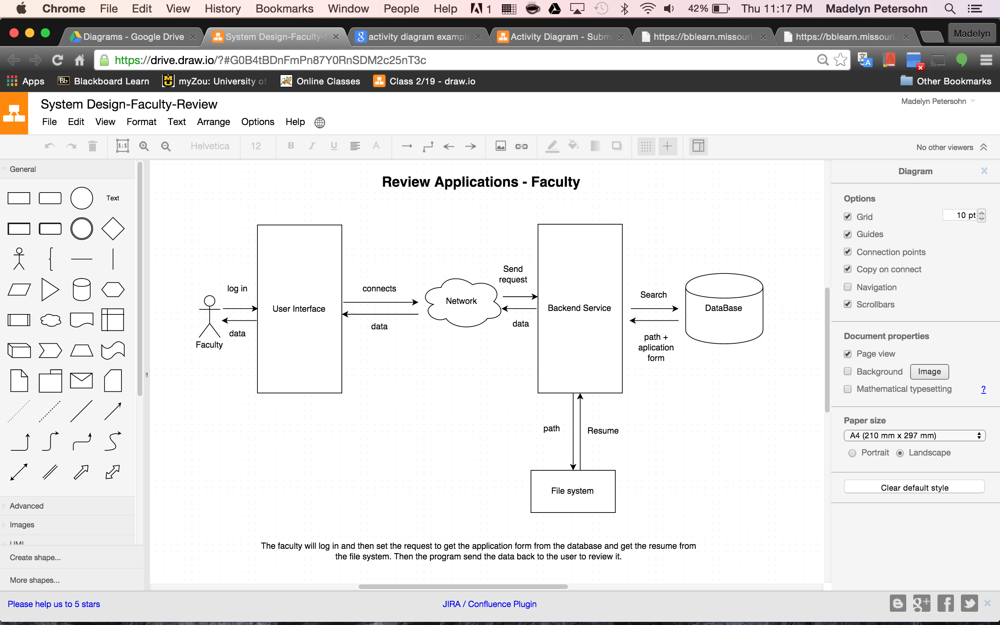 Chrome File Edit View History Bookmarks Window People Help 1 42% Thu 11:17 PM Madelyn Petersohn
Diagrams - Google Drive System Design-Faculty- activity diagram example Activity Diagram - Subm https://bblearn.missouri. https://bblearn.missouri. Madelyn
https://drive.draw.io/?#G0B4tBDnFmPn87Y0RnSDM2c25nT3c
Apps Bb Blackboard Learn myZou: University of Online Classes Class 2/19 - draw.io Other Bookmarks
System Design-Faculty-Review
Madelyn Petersohn
File Edit View Format Text Arrange Options Help
1:1 Helvetica 12 B I U A No other viewers
General
Text
Advanced
Images
UML
Create shape...
More shapes...
Review Applications - Faculty
log in
data
Faculty
User Interface
connects
data
Network
Send
request
data
Backend Service
Search
path +
aplication
form
DataBase
path
Resume
File system
The faculty will log in and then set the request to get the application form from the database and get the resume from
the file system. Then the program send the data back to the user to review it.
Diagram
Options
Grid 10 pt
Guides
Connection points
Copy on connect
Navigation
Scrollbars
Document properties
Page view
Background Image
Mathematical typesetting ?
Paper size
A4 (210 mm x 297 mm)
Portrait Landscape
Clear default style
Please help us to 5 stars
JIRA / Confluence Plugin